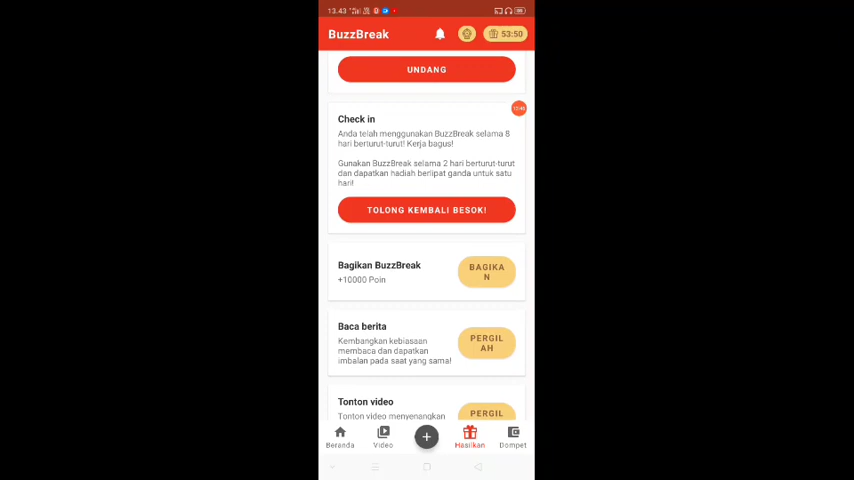 13.43
BuzzBreak
53:50
UNDANG
Check in
Anda telah menggunakan BuzzBreak selama 8
hari berturut-turut! Kerja bagus!
Gunakan BuzzBreak selama 2 hari berturut-turut
dan dapatkan hadiah berlipat ganda untuk satu
hari!
TOLONG KEMBALI BESOK!
Bagikan BuzzBreak
+10000 Poin
BAGIKA
N
Baca berita
Kembangkan kebiasaan
membaca dan dapatkan
imbalan pada saat yang sama!
PERGIL
AH
Tonton video
Tonton video menyenangkan
PERGIL
Beranda
Video
Hasilkan
Dompet